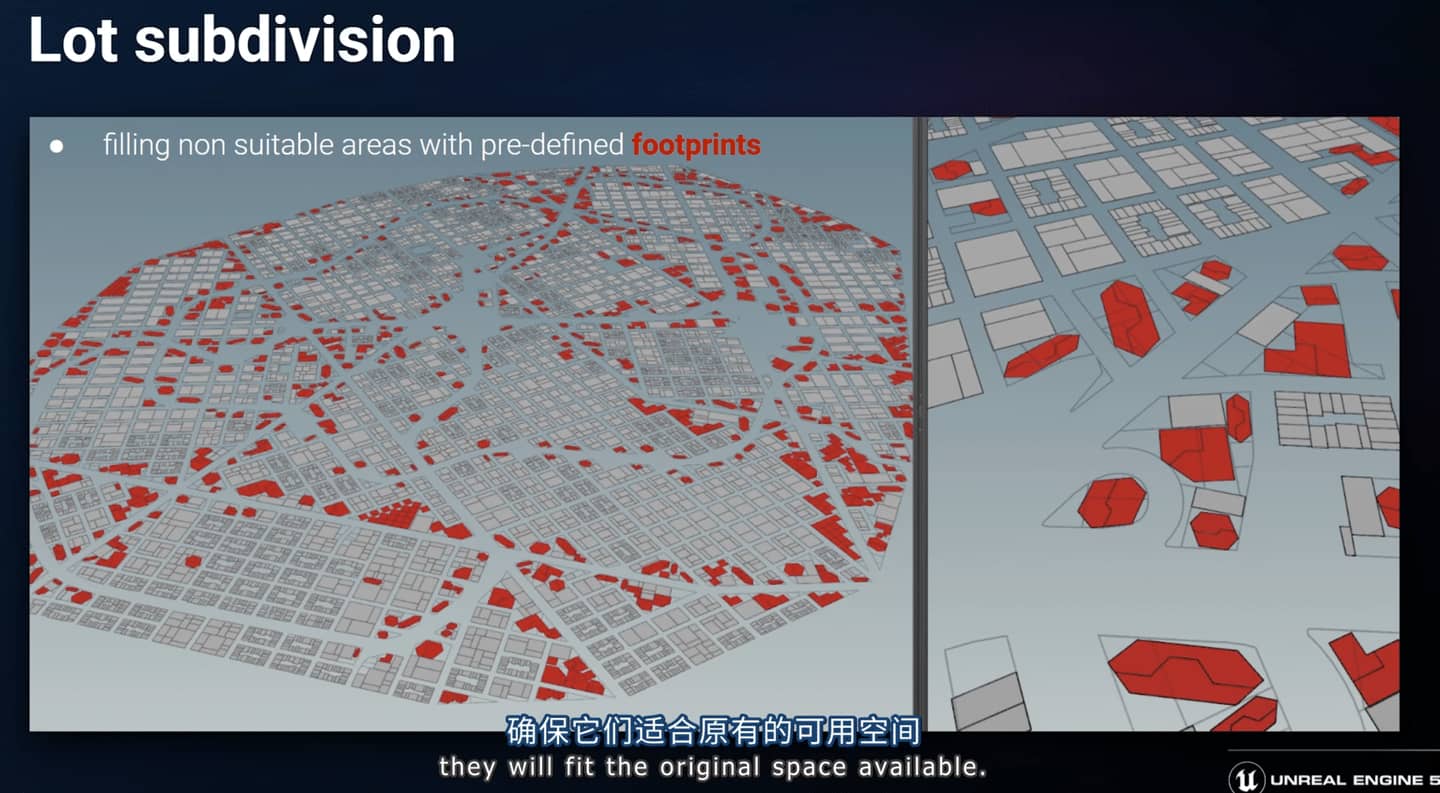 Lot subdivision
● filling non suitable areas with pre-defined footprints
确保它们适合原有的可用空间
they will fit the original space available.
UNREAL ENGINE 5